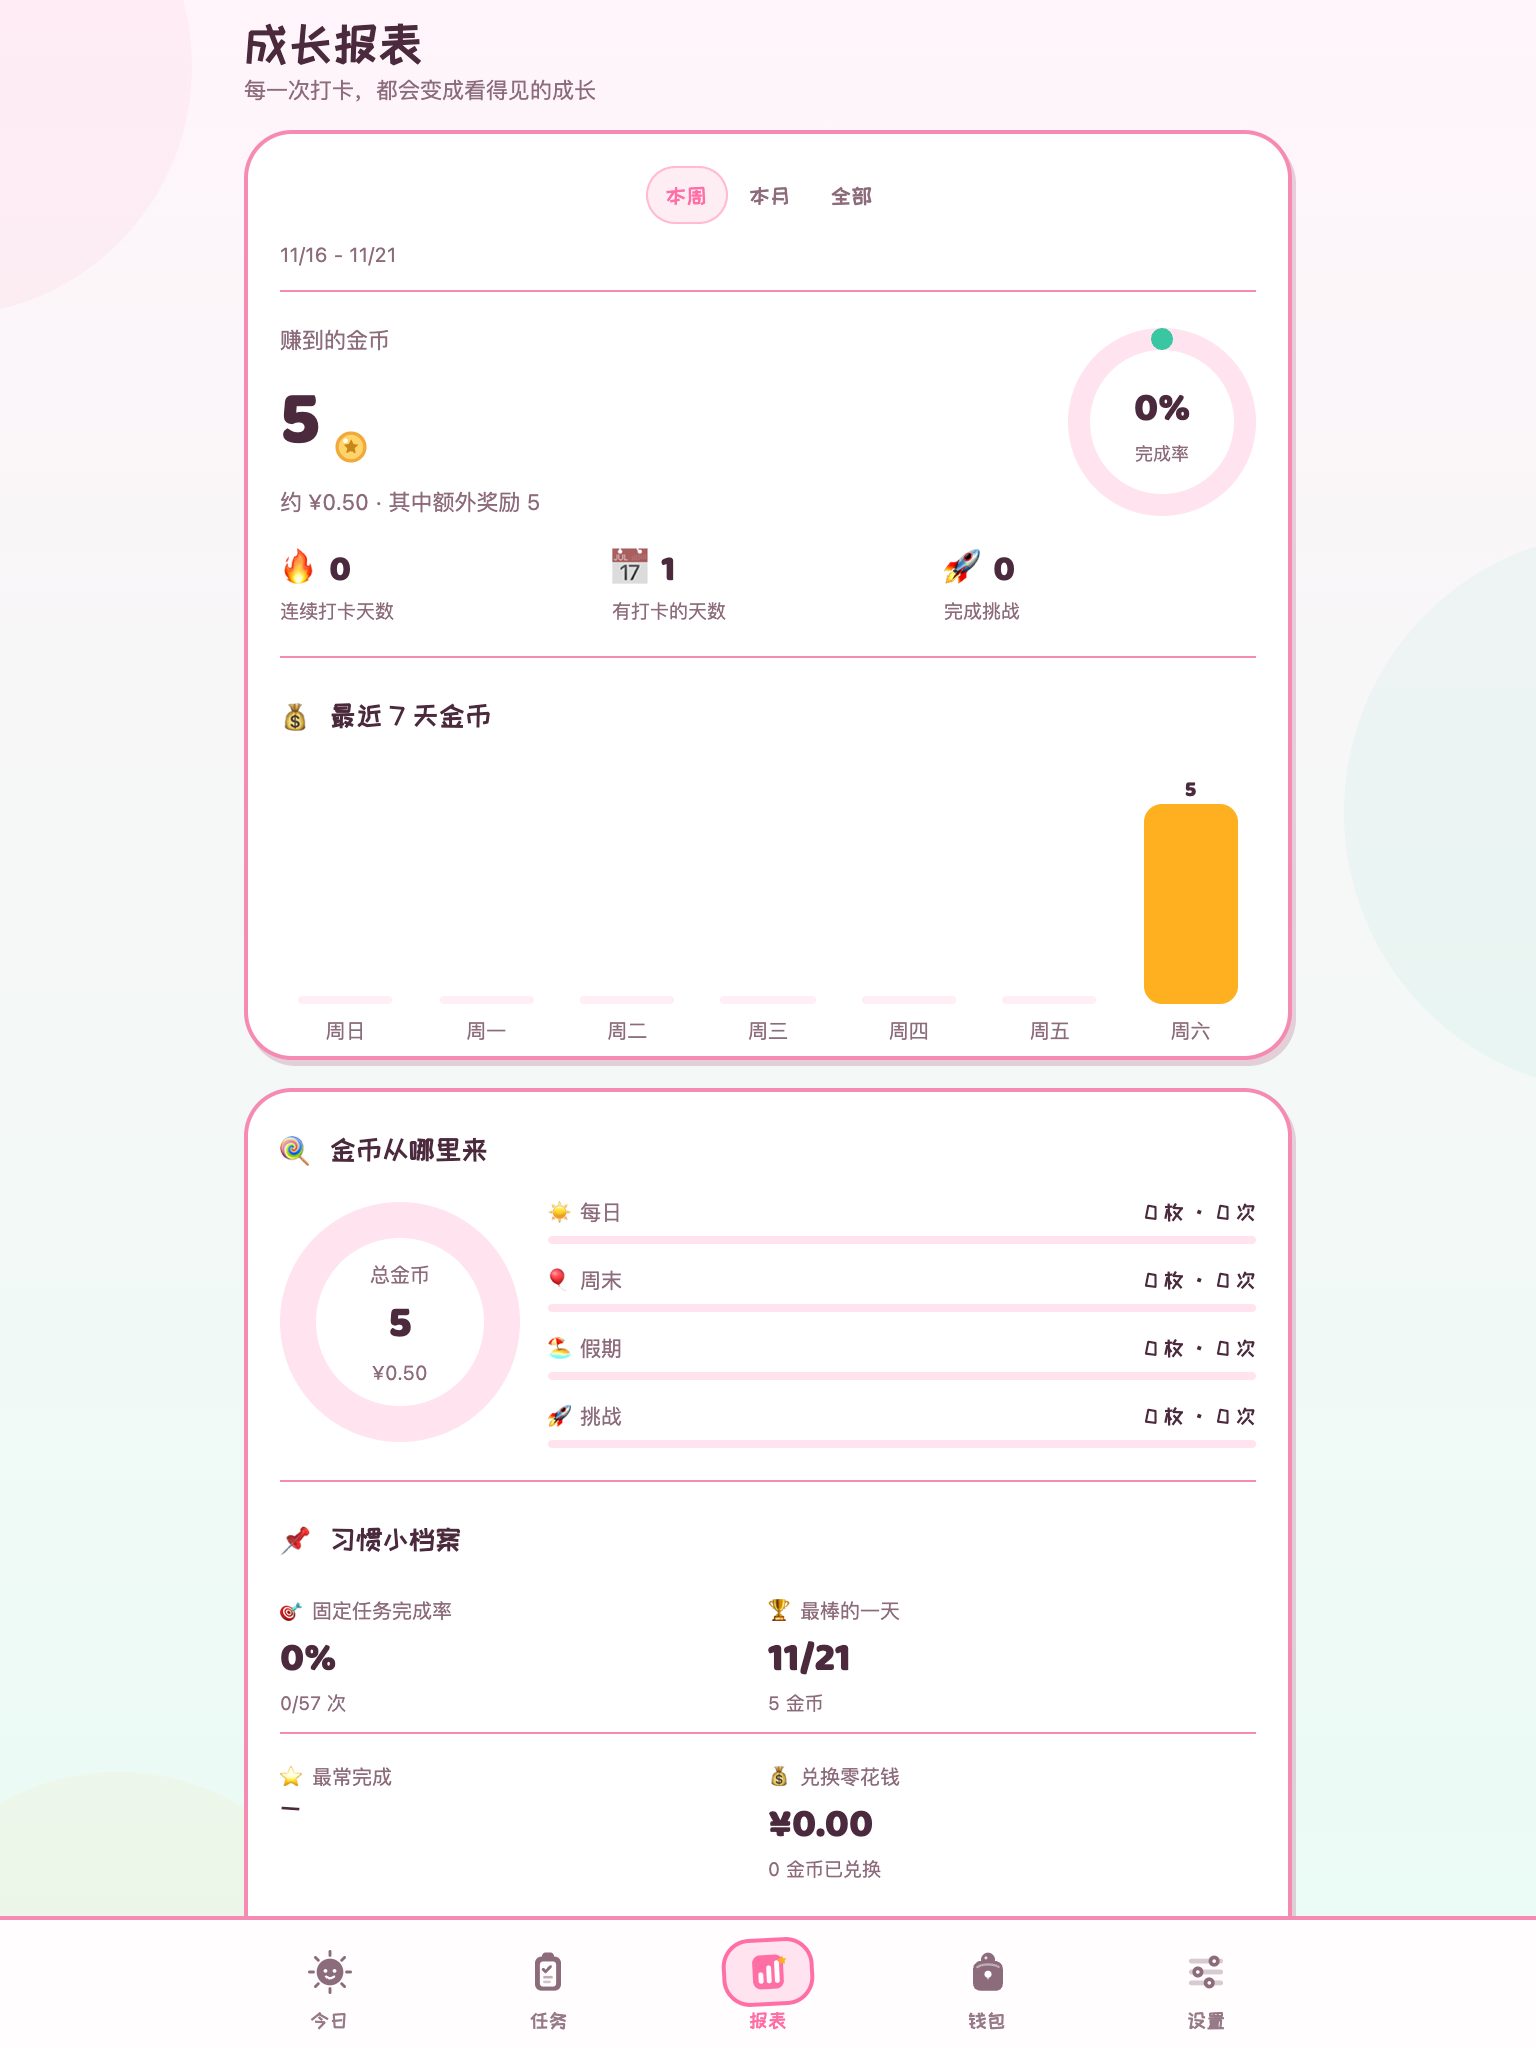 成长报表
每一次打卡，都会变成看得见的成长
本周 本月 全部
11/16 - 11/21
赚到的金币
5
约 ¥0.50 · 其中额外奖励 5
0%
完成率
0
连续打卡天数
JUL
17
1
有打卡的天数
0
完成挑战
最近 7 天金币
5
周日 周一 周二 周三 周四 周五 周六
金币从哪里来
总金币
5
¥0.50
每日 0 枚 · 0 次
周末 0 枚 · 0 次
假期 0 枚 · 0 次
挑战 0 枚 · 0 次
习惯小档案
固定任务完成率
0%
0/57 次
最棒的一天
11/21
5 金币
最常完成
—
兑换零花钱
¥0.00
0 金币已兑换
今日 任务 报表 钱包 设置